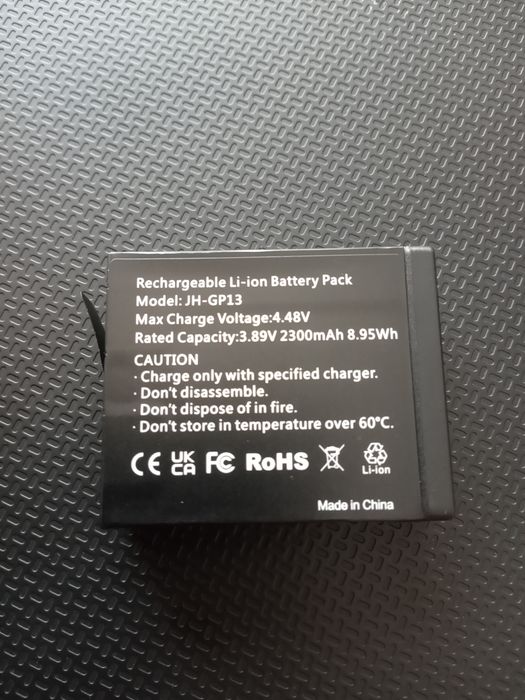 Rechargeable Li-ion Battery Pack
Model: JH-GP13
Max Charge Voltage:4.48V
Rated Capacity:3.89V 2300mAh 8.95Wh
CAUTION
· Charge only with specified charger.
· Don't disassemble.
· Don't dispose of in fire.
· Don't store in temperature over 60℃.
CE UK CA FC RoHS Li-ion
Made in China